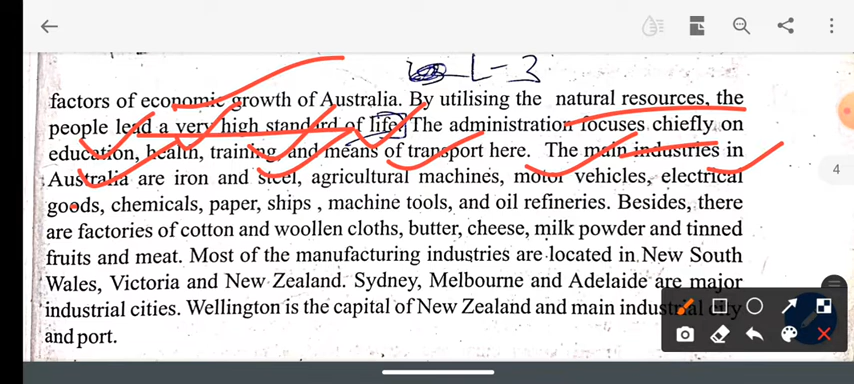 L-3
factors of economic growth of Australia. By utilising the natural resources, the
people lead a very high standard of life. The administration focuses chiefly on
education, health, training, and means of transport here. The main industries in
Australia are iron and steel, agricultural machines, motor vehicles, electrical
goods, chemicals, paper, ships , machine tools, and oil refineries. Besides, there
are factories of cotton and woollen cloths, butter, cheese, milk powder and tinned
fruits and meat. Most of the manufacturing industries are located in New South
Wales, Victoria and New Zealand. Sydney, Melbourne and Adelaide are major
industrial cities. Wellington is the capital of New Zealand and main industrial city
and port.
4